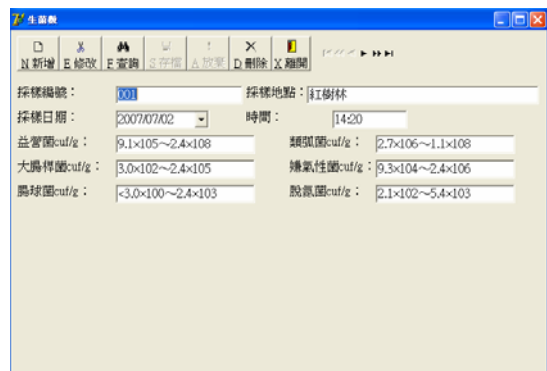 生菌數
N 新增 E 修改 F 查詢 S 存檔 A 放棄 D 刪除 X 離開
採樣編號： 001 採樣地點： 紅樹林
採樣日期： 2007/07/02 時間： 14:20
益營菌cuf/g： 9.1×105～2.4×108 類弧菌cuf/g： 2.7×106～1.1×108
大腸桿菌cuf/g： 3.0×102～2.4×105 嫌氣性菌cuf/g： 9.3×104～2.4×106
腸球菌cuf/g： <3.0×100～2.4×103 脫氮菌cuf/g： 2.1×102～5.4×103